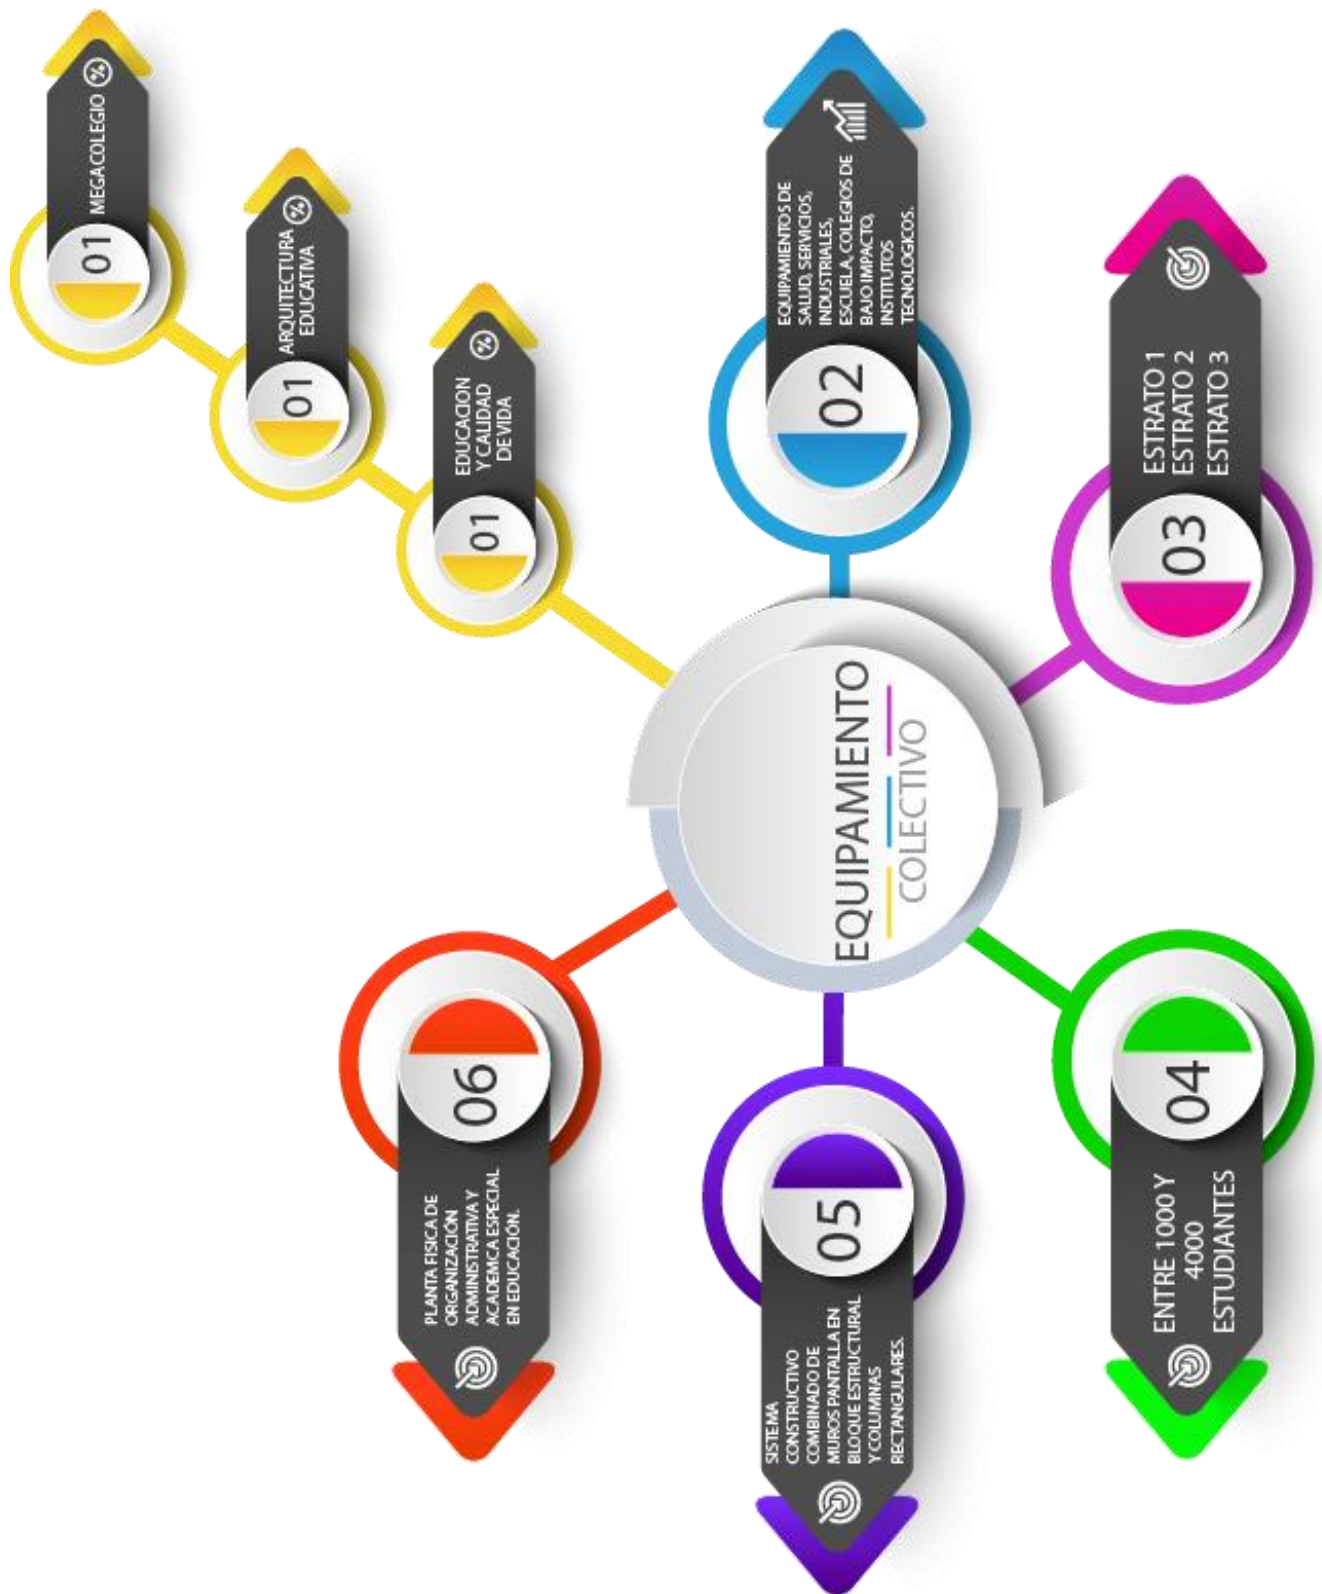 EQUIPAMIENTO
COLECTIVO
01
MEGACOLEGIO
01
ARQUITECTURA
EDUCATIVA
01
EDUCACION
Y CALIDAD
DE VIDA
02
EQUIPAMIENTOS DE
SALUD, SERVICIOS,
INDUSTRIALES,
ESCUELA, COLEGIOS DE
BAJO IMPACTO,
INSTITUTOS
TECNOLOGICOS.
03
ESTRATO 1
ESTRATO 2
ESTRATO 3
04
ENTRE 1000 Y
4000
ESTUDIANTES
05
SISTEMA
CONSTRUCTIVO
COMBINADO DE
MUROS PANTALLA EN
BLOQUE ESTRUCTURAL
Y COLUMNAS
RECTANGULARES.
06
PLANTA FISICA DE
ORGANIZACIÓN
ADMINISTRATIVA Y
ACADEMCA ESPECIAL
EN EDUCACIÓN.